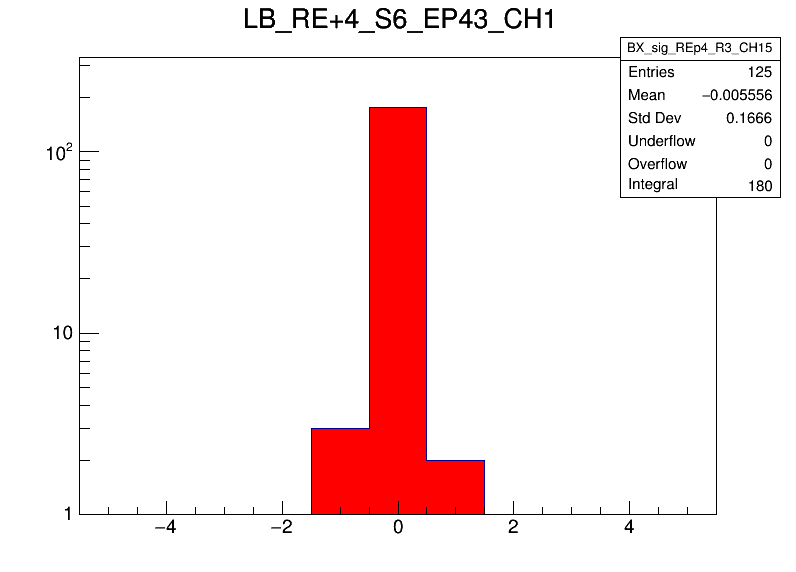 LB_RE+4_S6_EP43_CH1
BX_sig_REp4_R3_CH15
Entries 125
Mean −0.005556
Std Dev 0.1666
Underflow 0
Overflow 0
Integral 180
10²
10
1
−4 −2 0 2 4